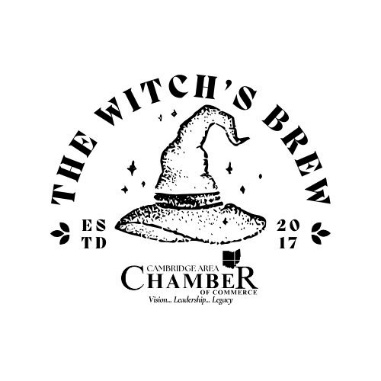 THE WITCH'S BREW
ES
TD
20
17
CAMBRIDGE AREA
CHAMBER
OF COMMERCE
Vision... Leadership... Legacy